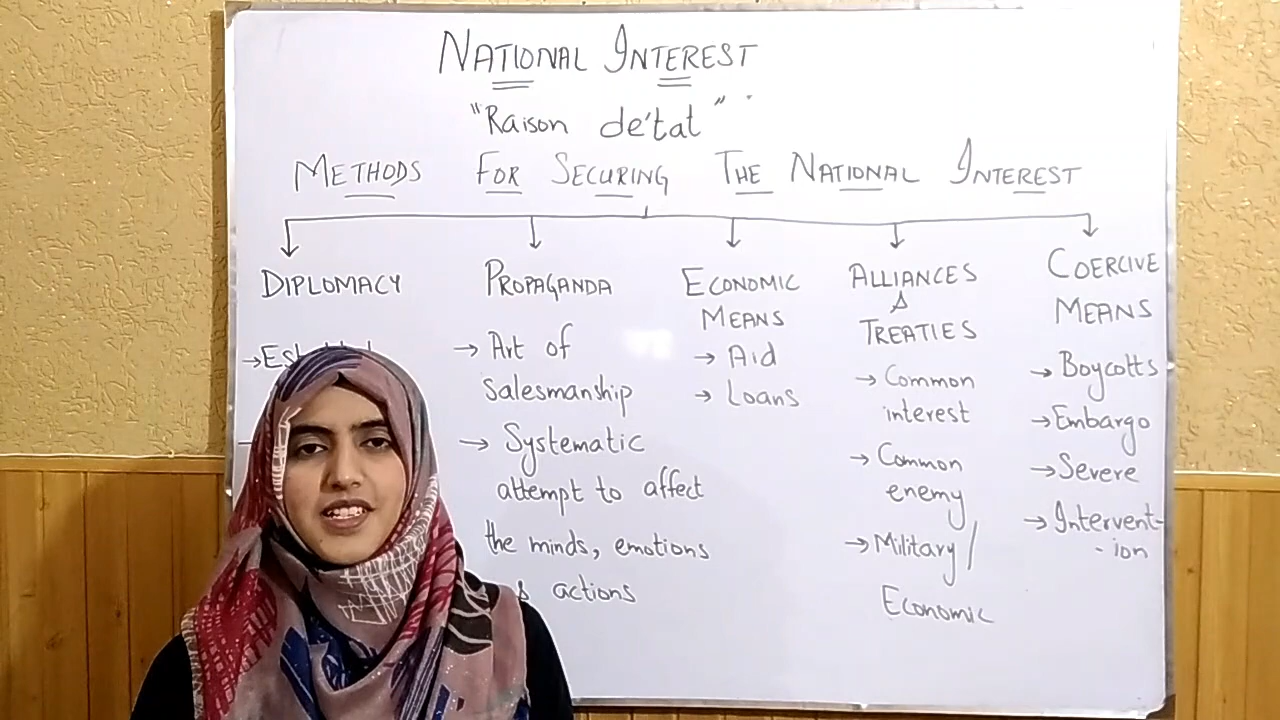 NATIONAL INTEREST
"Raison de'tat"
METHODS FOR SECURING THE NATIONAL INTEREST
DIPLOMACY
PROPAGANDA
→ Art of
salesmanship
→ Systematic
attempt to affect
the minds, emotions
& actions
ECONOMIC
MEANS
→ Aid
→ Loans
ALLIANCES
&
TREATIES
→ Common
interest
→ Common
enemy
→ Military/
Economic
COERCIVE
MEANS
→ Boycotts
→ Embargo
→ Severe
→ Intervent-
-ion